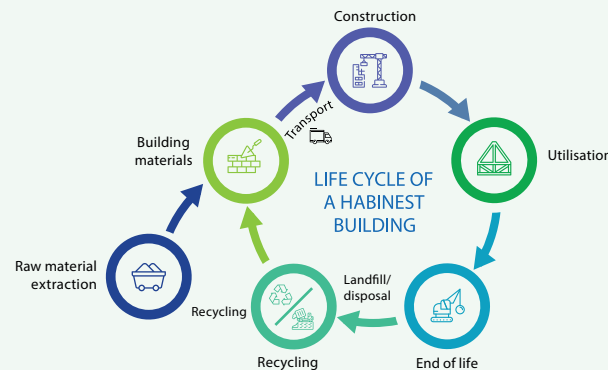 Construction
Transport
Building
materials
Utilisation
LIFE CYCLE OF
A HABINEST
BUILDING
Raw material
extraction
Landfill/
disposal
Recycling
Recycling
End of life